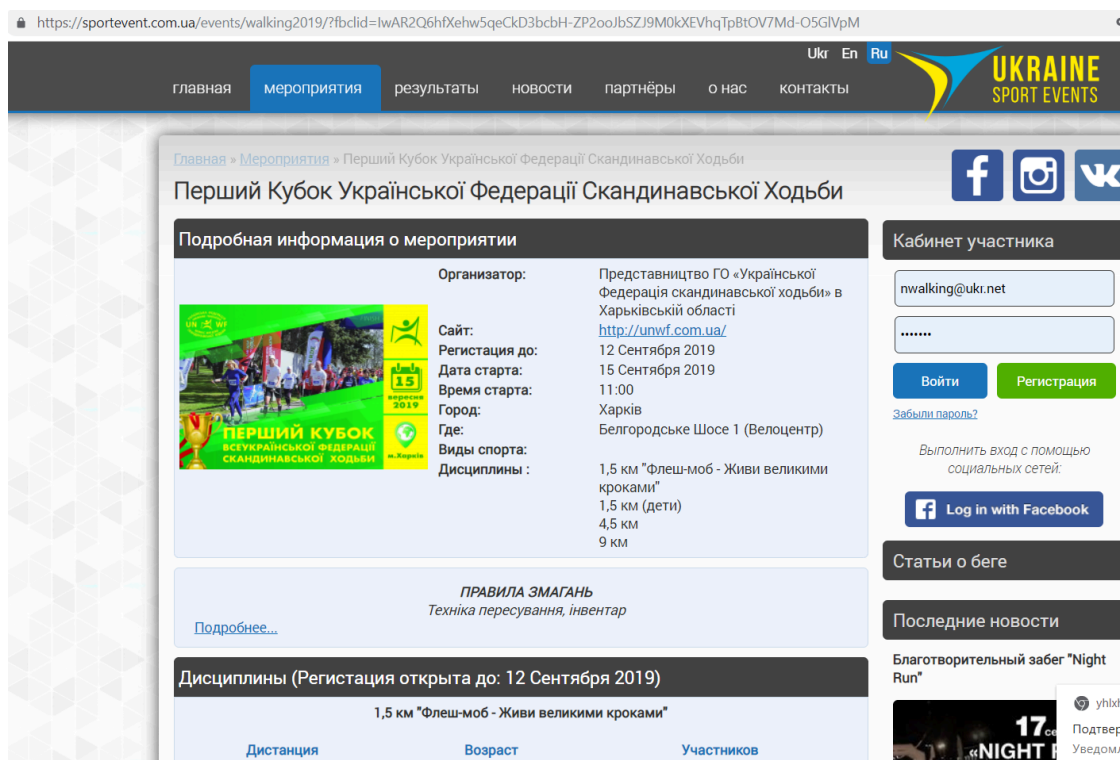 https://sportevent.com.ua/events/walking2019/?fbclid=IwAR2Q6hfXehw5qeCkD3bcbH-ZP2ooJbSZJ9M0kXEVhqTpBtOV7Md-O5GlVpM
Ukr En Ru
главная мероприятия результаты новости партнёры о нас контакты
UKRAINE
SPORT EVENTS
Главная » Мероприятия » Перший Кубок Української Федерації Скандинавської Ходьби
Перший Кубок Української Федерації Скандинавської Ходьби
Подробная информация о мероприятии
Организатор: Представництво ГО «Української
Федерація скандинавської ходьби» в
Харьківській області
Сайт: http://unwf.com.ua/
Регистация до: 12 Сентября 2019
Дата старта: 15 Сентября 2019
Время старта: 11:00
Город: Харків
Где: Белгородське Шосе 1 (Велоцентр)
Виды спорта:
Дисциплины : 1,5 км "Флеш-моб - Живи великими
кроками"
1,5 км (дети)
4,5 км
9 км
UN WF
15
вересня
2019
м.Харків
ПЕРШИЙ КУБОК
ВСЕУКРАЇНСЬКОЇ ФЕДЕРАЦІЇ
СКАНДИНАВСЬКОЇ ХОДЬБИ
ПРАВИЛА ЗМАГАНЬ
Техніка пересування, інвентар
Подробнее...
Дисциплины (Регистация открыта до: 12 Сентября 2019)
1,5 км "Флеш-моб - Живи великими кроками"
Дистанция Возраст Участников
Кабинет участника
nwalking@ukr.net
•••••••
Войти Регистрация
Забыли пароль?
Выполнить вход с помощью
социальных сетей:
Log in with Facebook
Статьи о беге
Последние новости
Благотворительный забег "Night
Run"
17
«NIGHT